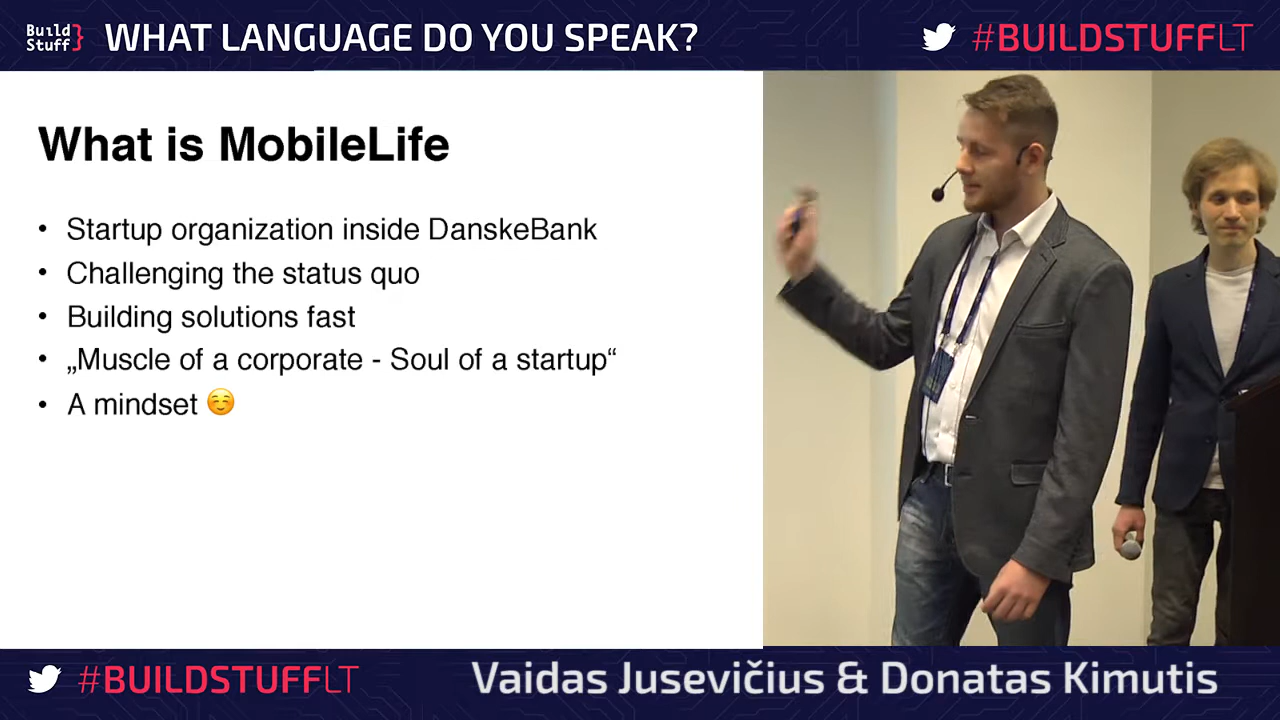 Build
Stuff}
WHAT LANGUAGE DO YOU SPEAK?
#BUILDSTUFFLT
What is MobileLife
• Startup organization inside DanskeBank
• Challenging the status quo
• Building solutions fast
• „Muscle of a corporate - Soul of a startup“
• A mindset ☺️
#BUILDSTUFFLT
Vaidas Jusevičius & Donatas Kimutis